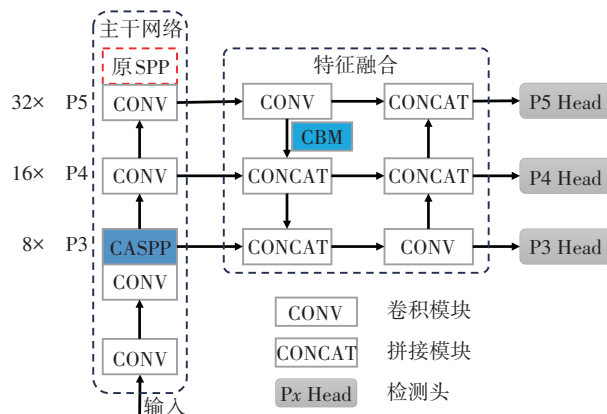 主干网络
原SPP
特征融合
32× P5 CONV CONV CONCAT P5 Head
CBM
16× P4 CONV CONCAT CONCAT P4 Head
8× P3 CASPP CONCAT CONV P3 Head
CONV
CONV 卷积模块
CONV CONCAT 拼接模块
Px Head 检测头
输入